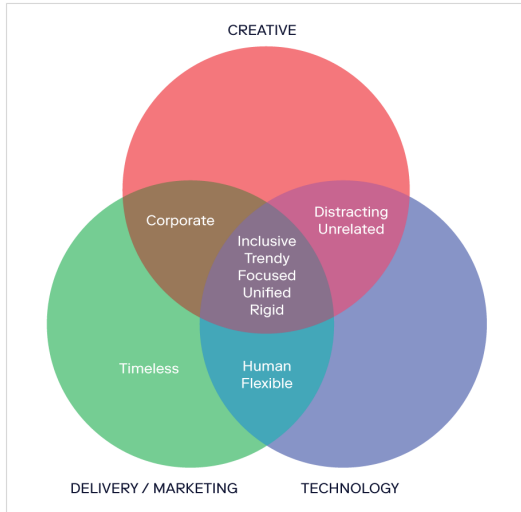 CREATIVE
Corporate
Distracting
Unrelated
Inclusive
Trendy
Focused
Unified
Rigid
Timeless
Human
Flexible
DELIVERY / MARKETING
TECHNOLOGY